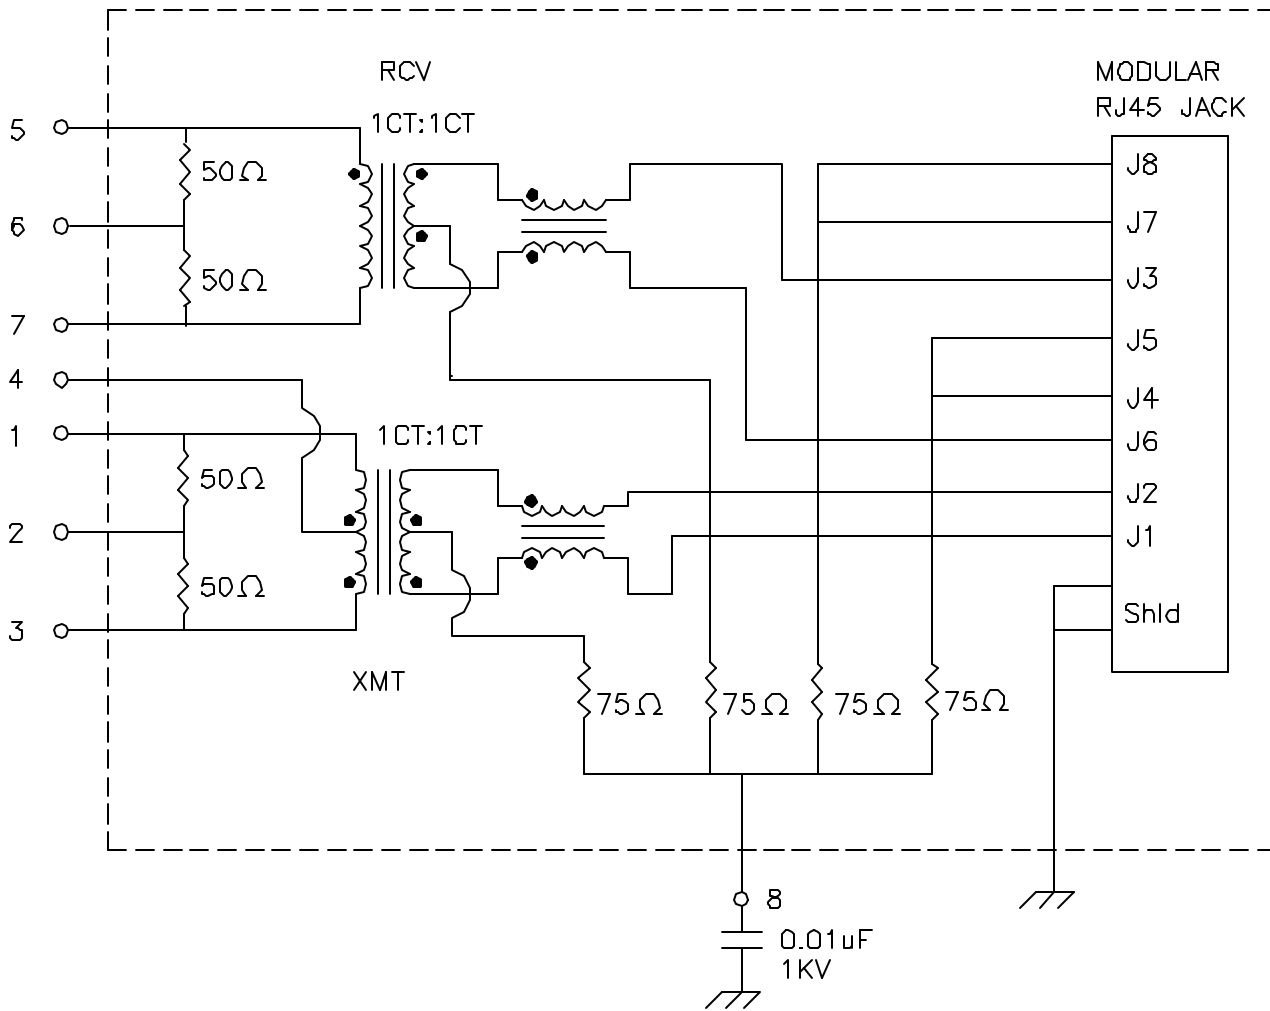 RCV
MODULAR
RJ45 JACK
1CT:1CT
5
J8
50Ω
6
J7
50Ω
J3
7
J5
4
J4
1
1CT:1CT
J6
50Ω
J2
2
J1
50Ω
Shld
3
XMT
75Ω
75Ω
75Ω
75Ω
8
0.01uF
1KV